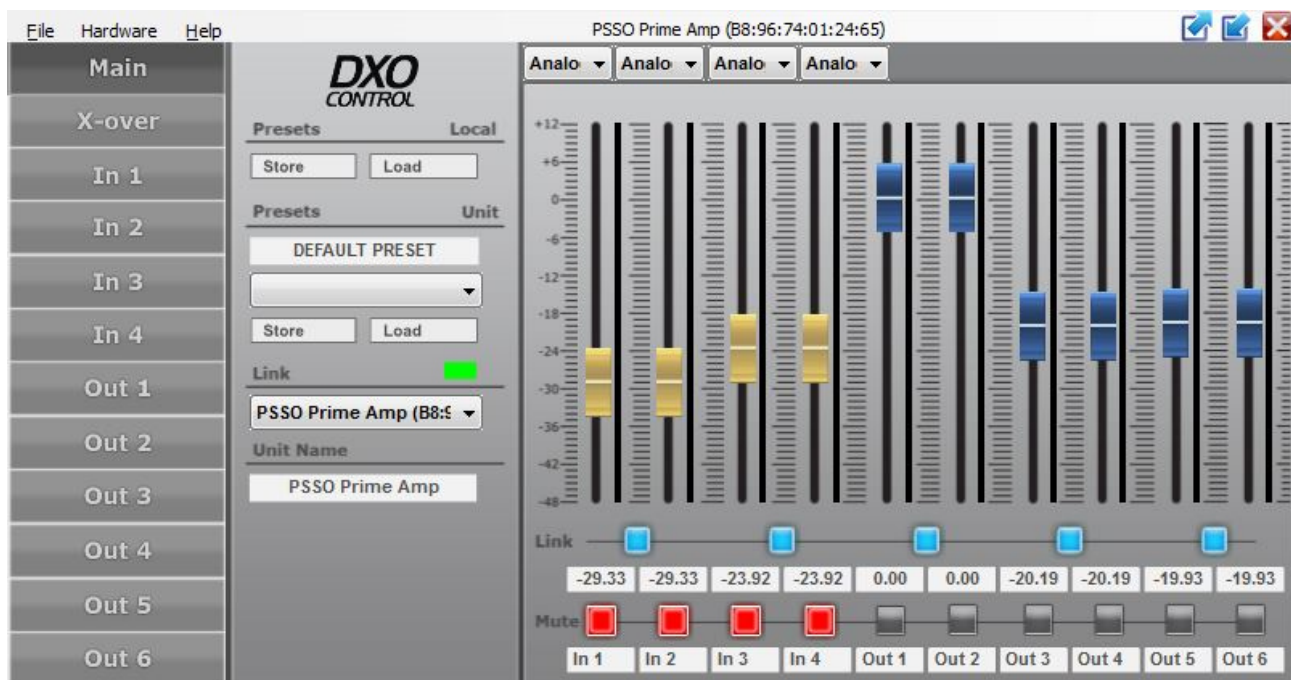 File Hardware Help
PSSO Prime Amp (B8:96:74:01:24:65)
Main
X-over
In 1
In 2
In 3
In 4
Out 1
Out 2
Out 3
Out 4
Out 5
Out 6
DXO
CONTROL
Presets Local
Store Load
Presets Unit
DEFAULT PRESET
Store Load
Link
PSSO Prime Amp (B8:9
Unit Name
PSSO Prime Amp
Analo Analo Analo Analo
+12
+6
0
-6
-12
-18
-24
-30
-36
-42
-48
Link
-29.33 -29.33 -23.92 -23.92 0.00 0.00 -20.19 -20.19 -19.93 -19.93
Mute
In 1 In 2 In 3 In 4 Out 1 Out 2 Out 3 Out 4 Out 5 Out 6